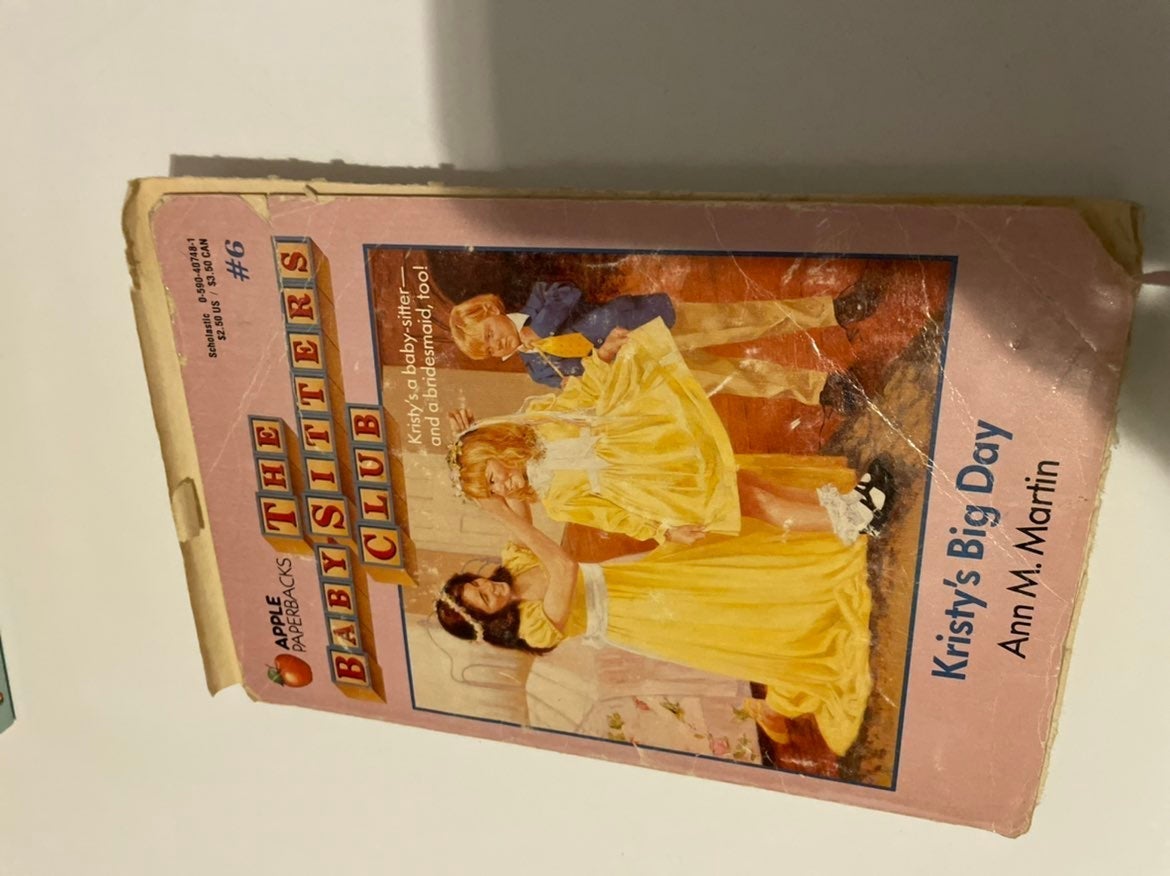 Scholastic 0-590-40748-1
$2.50 US / $3.50 CAN
#6
APPLE
PAPERBACKS
THE
BABY-SITTERS
CLUB
Kristy's a baby-sitter—
and a bridesmaid, too!
Kristy's Big Day
Ann M. Martin